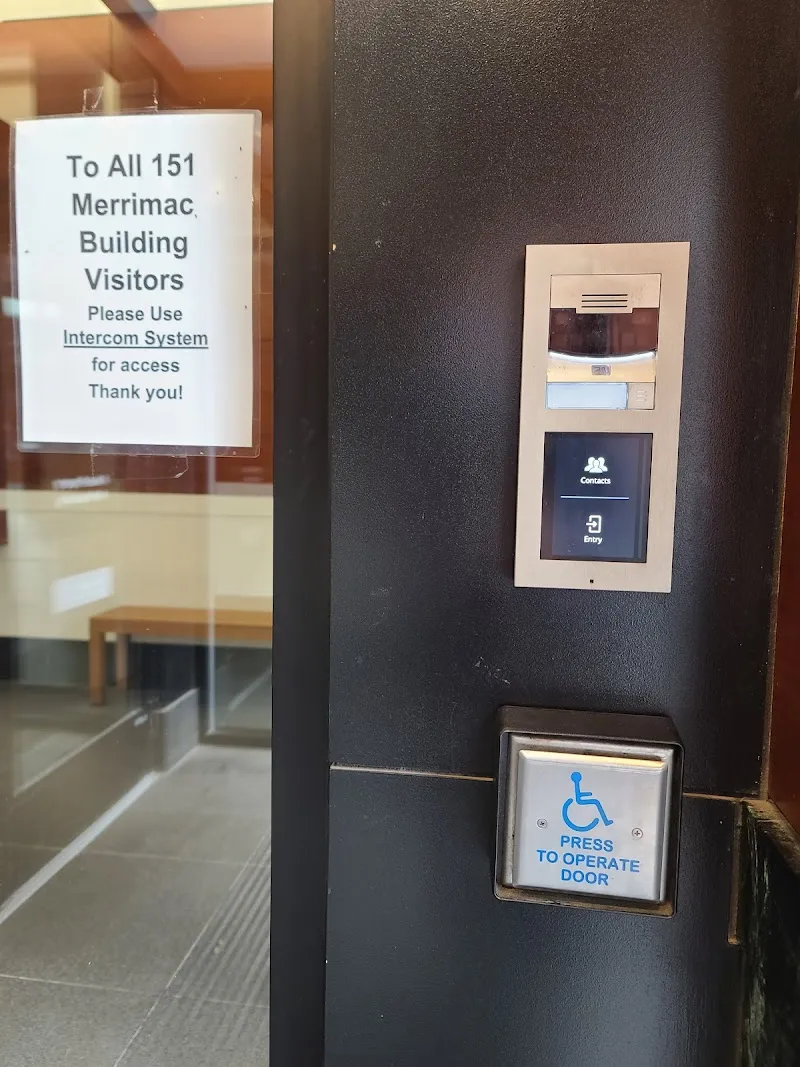 To All 151
Merrimac
Building
Visitors
Please Use
Intercom System
for access
Thank you!
Contacts
Entry
PRESS
TO OPERATE
DOOR